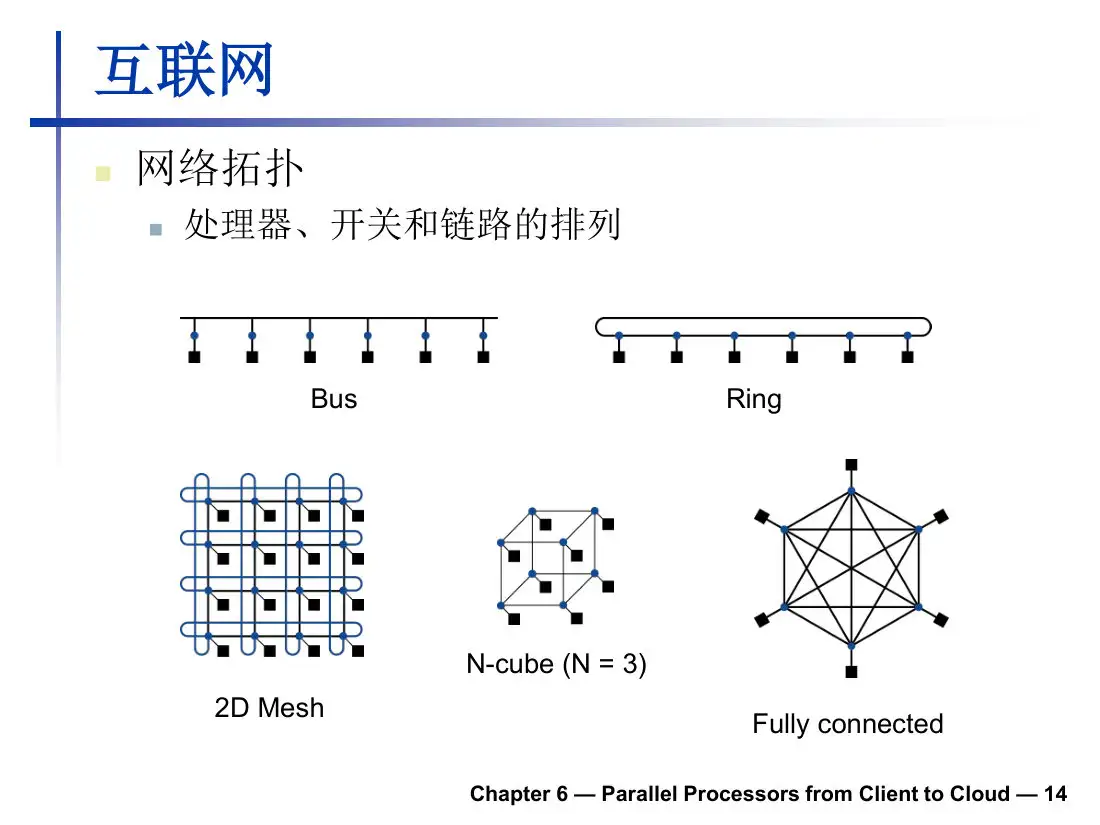 互联网
网络拓扑
处理器、开关和链路的排列
Bus
Ring
N-cube (N = 3)
2D Mesh
Fully connected
Chapter 6 — Parallel Processors from Client to Cloud — 14